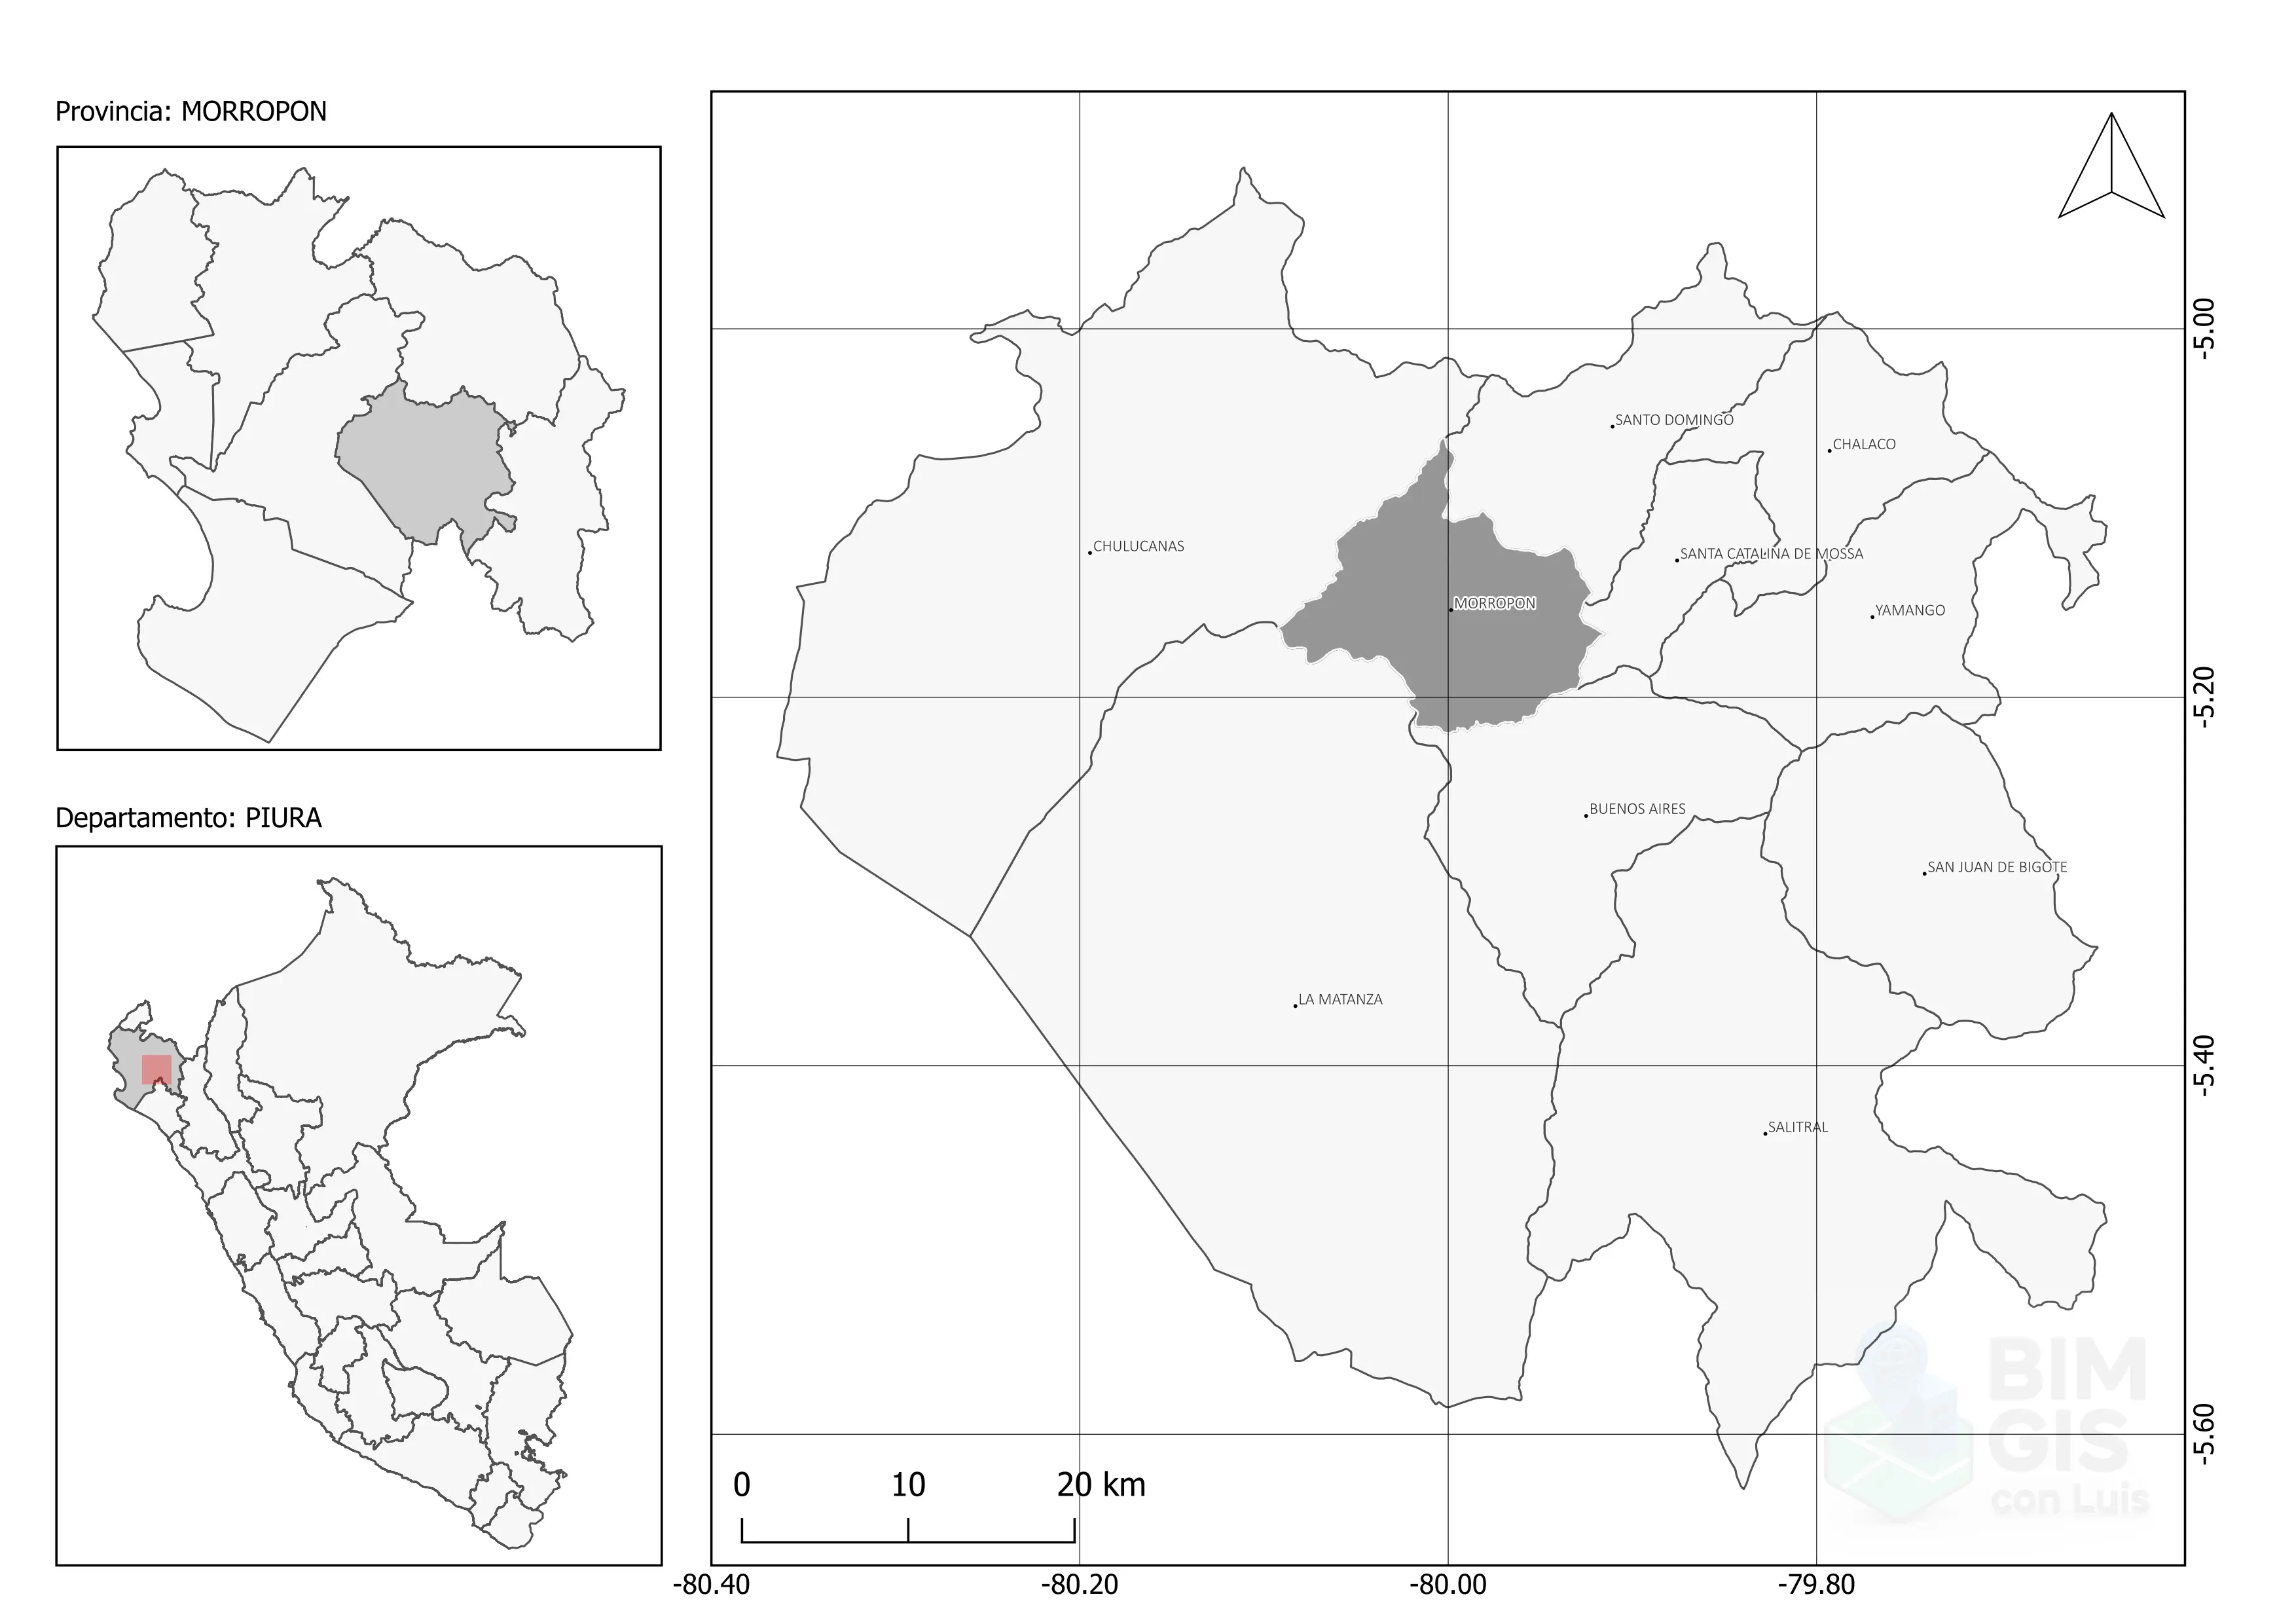 Provincia: MORROPON
Departamento: PIURA
SANTO DOMINGO
CHALACO
CHULUCANAS
SANTA CATALINA DE MOSSA
MORROPON
YAMANGO
BUENOS AIRES
SAN JUAN DE BIGOTE
LA MATANZA
SALITRAL
-5.00
-5.20
-5.40
-5.60
0 10 20 km
-80.40 -80.20 -80.00 -79.80
BIM
GIS
con Luis